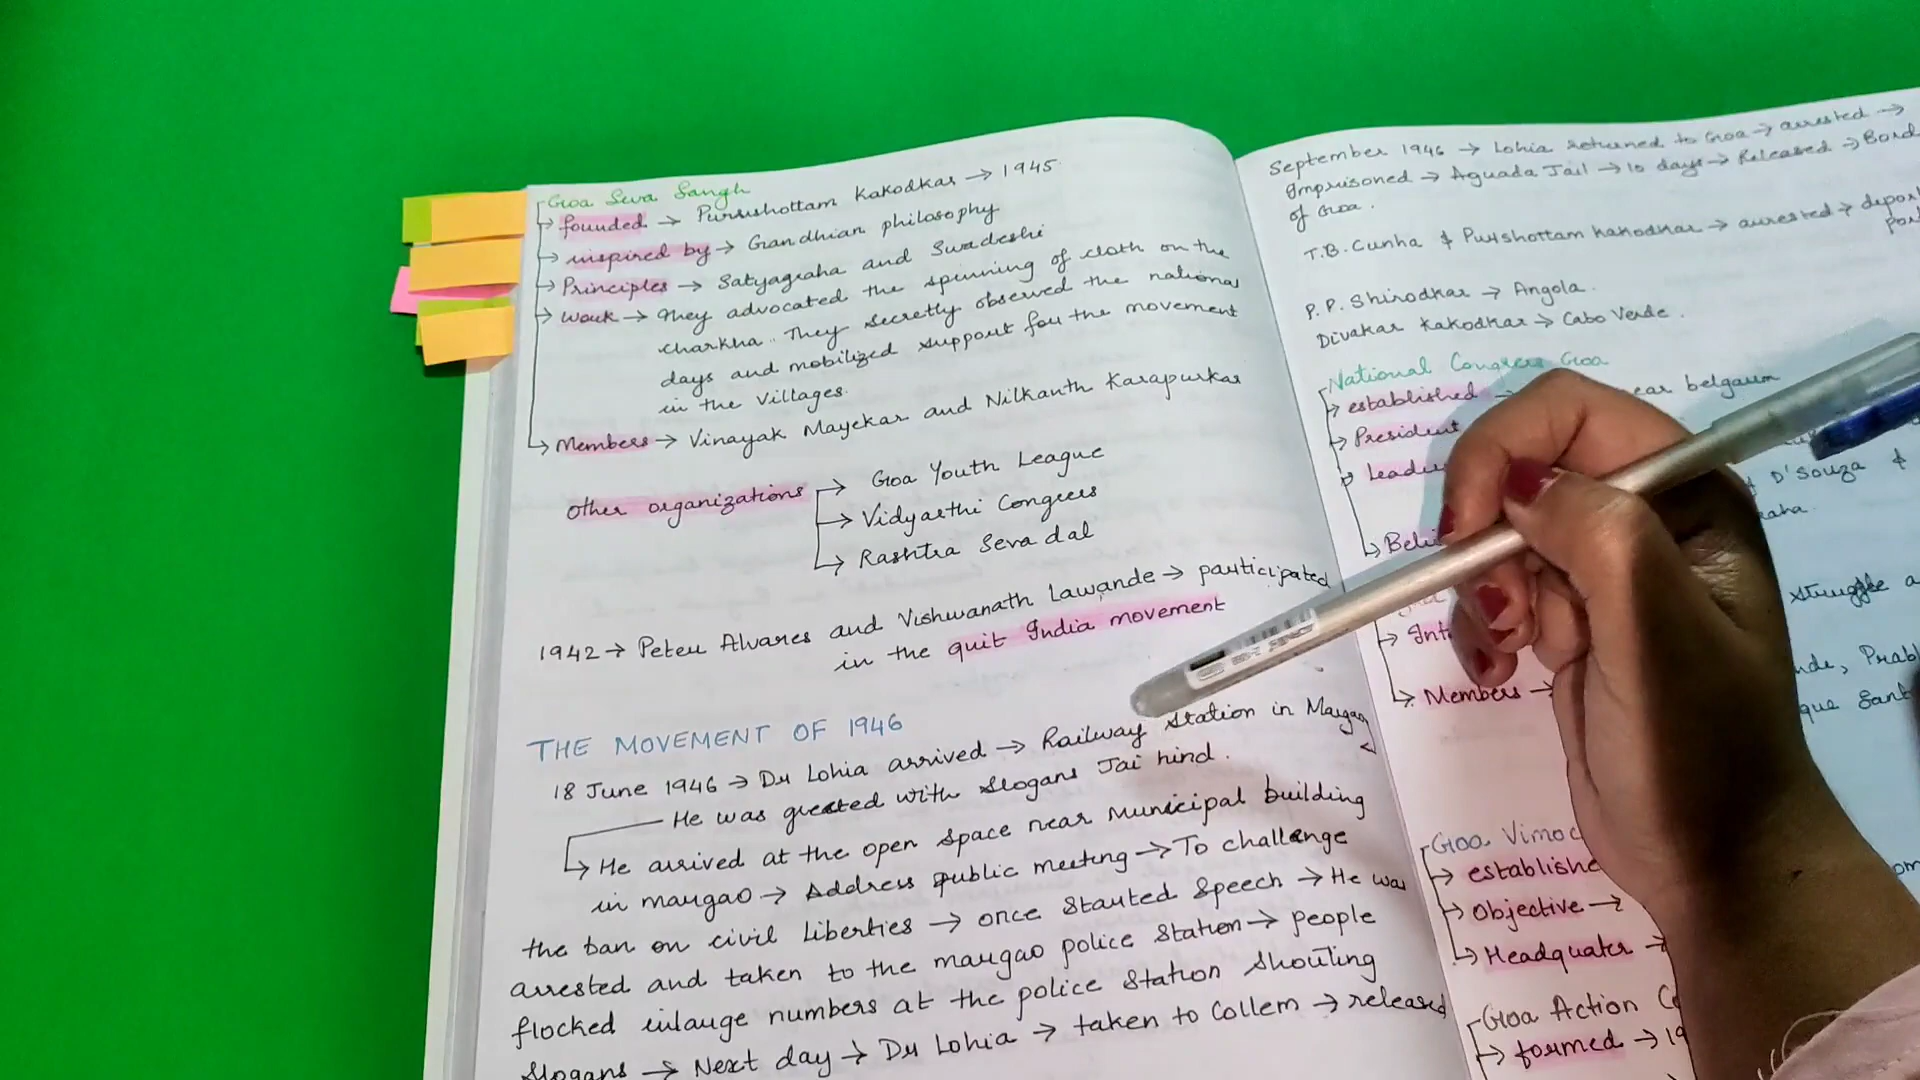 Goa Seva Sangh
founded → Purushottam Kakodkar → 1945
inspired by → Gandhian philosophy
Principles → Satyagraha and Swadeshi
Work → They advocated the spinning of cloth on the
charkha. They secretly observed the national
days and mobilized support for the movement
in the villages.
Members → Vinayak Mayekar and Nilkanth Karapurkar
other organizations → Goa Youth League
→ Vidyarthi Congress
→ Rashtra Seva dal
1942 → Peter Alvares and Vishwanath Lawande → participated
in the quit India movement
THE MOVEMENT OF 1946
18 June 1946 → Dr Lohia arrived → Railway Station in Margao
He was greeted with slogans Jai hind.
→ He arrived at the open space near Municipal building
in margao → Address public meeting → To challenge
the ban on civil liberties → once started speech → He was
arrested and taken to the margao police station → people
flocked inlarge numbers at the police station shouting
slogans → Next day → Dr Lohia → taken to Collem → released
September 1946 → Lohia returned to Goa → arrested →
Imprisoned → Aguada Jail → 10 days → Released →
of Goa.
T.B. Cunha & Purshottam Kakodkar → arrested →
P.P. Shirodkar → Angola.
Divakar Kakodkar → Cabo Verde.
National Congress Goa
→ established → belgaum
→ President
D'Souza &
→ Members →
struggle
Goa
Objective →
→ Headquater →
Goa Action
→ formed → 19